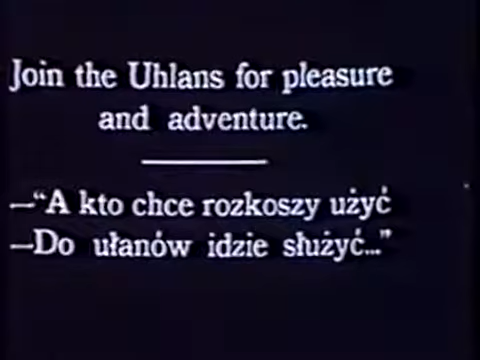 Join the Uhlans for pleasure
and adventure.
—“A kto chce rozkoszy użyć
—Do ułanów idzie służyć...”